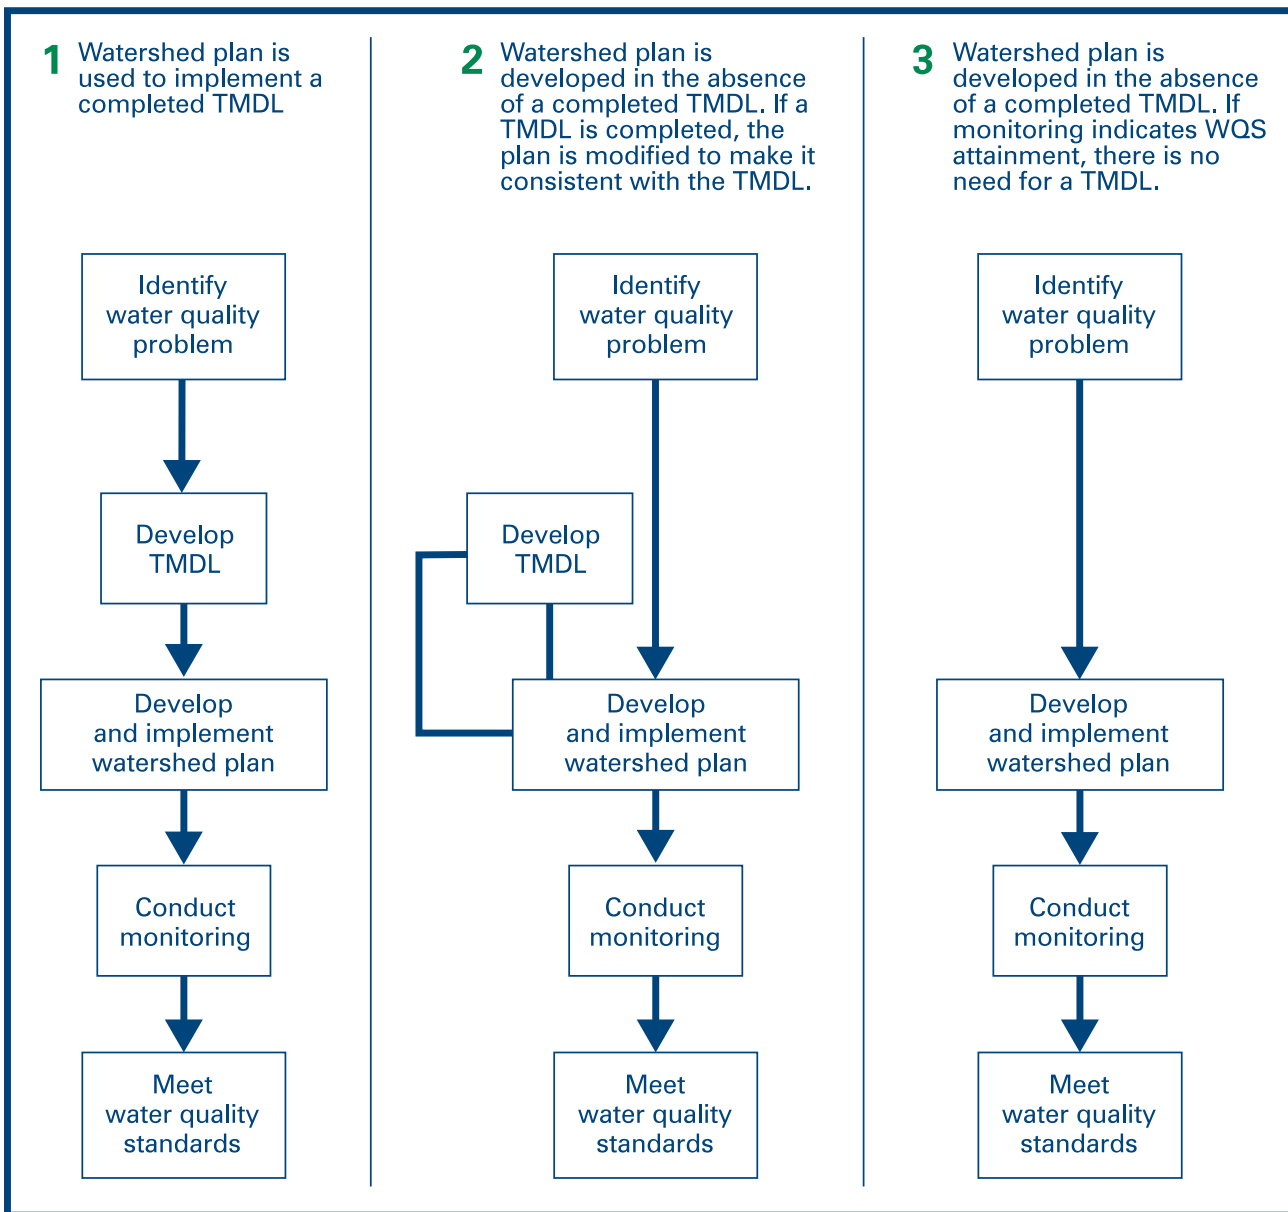 1 Watershed plan is
used to implement a
completed TMDL
Identify
water quality
problem
Develop
TMDL
Develop
and implement
watershed plan
Conduct
monitoring
Meet
water quality
standards
2 Watershed plan is
developed in the absence
of a completed TMDL. If a
TMDL is completed, the
plan is modified to make it
consistent with the TMDL.
Identify
water quality
problem
Develop
TMDL
Develop
and implement
watershed plan
Conduct
monitoring
Meet
water quality
standards
3 Watershed plan is
developed in the absence
of a completed TMDL. If
monitoring indicates WQS
attainment, there is no
need for a TMDL.
Identify
water quality
problem
Develop
and implement
watershed plan
Conduct
monitoring
Meet
water quality
standards